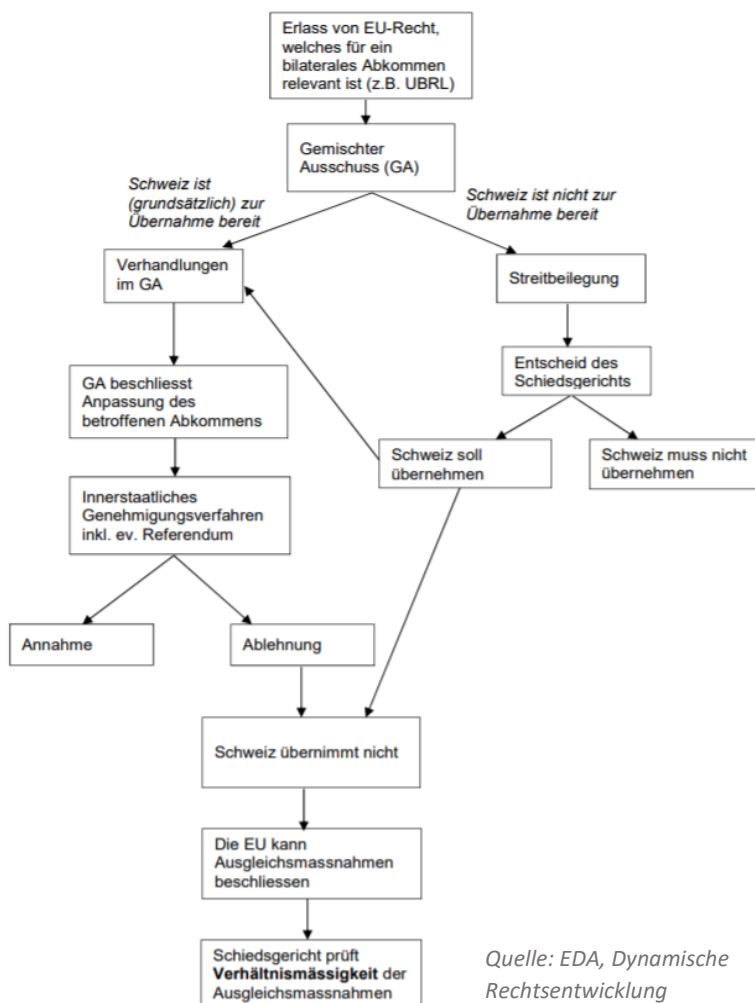 Erlass von EU-Recht,
welches für ein
bilaterales Abkommen
relevant ist (z.B. UBRL)
Gemischter
Ausschuss (GA)
Schweiz ist
(grundsätzlich) zur
Übernahme bereit
Schweiz ist nicht zur
Übernahme bereit
Verhandlungen
im GA
Streitbeilegung
Entscheid des
Schiedsgerichts
GA beschliesst
Anpassung des
betroffenen Abkommens
Schweiz soll
übernehmen
Schweiz muss nicht
übernehmen
Innerstaatliches
Genehmigungsverfahren
inkl. ev. Referendum
Annahme
Ablehnung
Schweiz übernimmt nicht
Die EU kann
Ausgleichsmassnahmen
beschliessen
Schiedsgericht prüft
Verhältnismässigkeit der
Ausgleichsmassnahmen
Quelle: EDA, Dynamische
Rechtsentwicklung